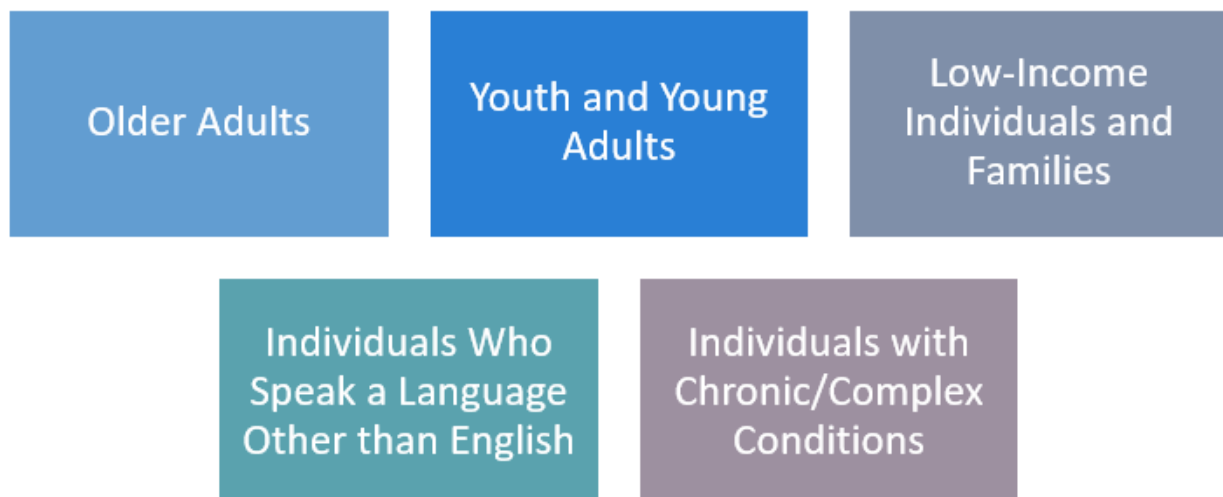 Older Adults
Youth and Young
Adults
Low-Income
Individuals and
Families
Individuals Who
Speak a Language
Other than English
Individuals with
Chronic/Complex
Conditions